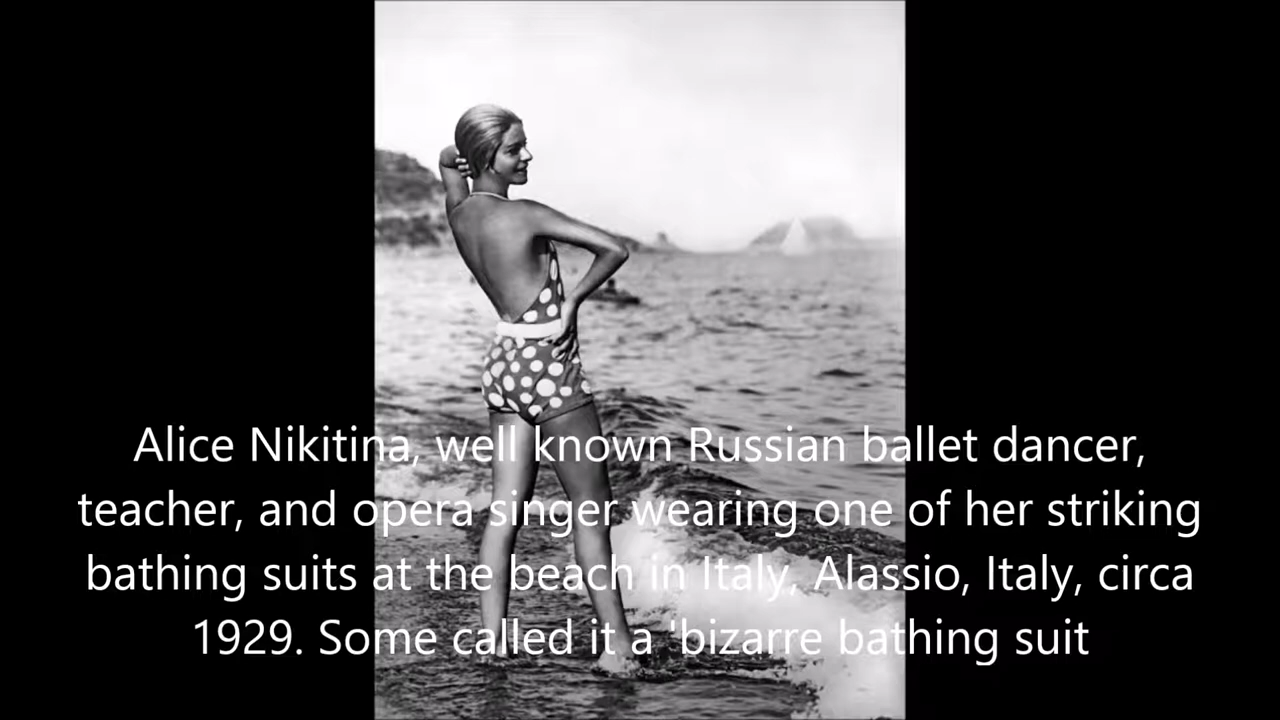 Alice Nikitina, well known Russian ballet dancer,
teacher, and opera singer wearing one of her striking
bathing suits at the beach in Italy, Alassio, Italy, circa
1929. Some called it a 'bizarre bathing suit